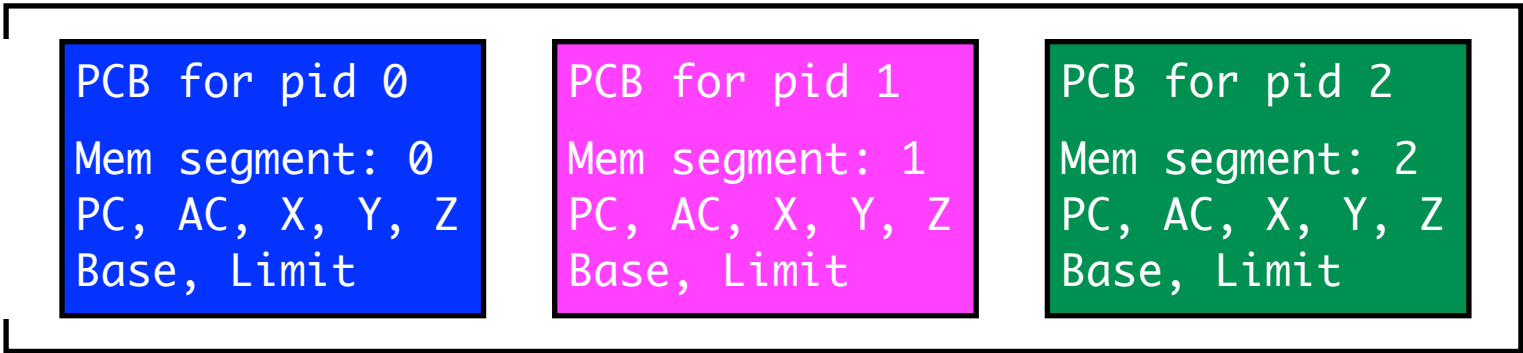 PCB for pid 0
Mem segment: 0
PC, AC, X, Y, Z
Base, Limit
PCB for pid 1
Mem segment: 1
PC, AC, X, Y, Z
Base, Limit
PCB for pid 2
Mem segment: 2
PC, AC, X, Y, Z
Base, Limit